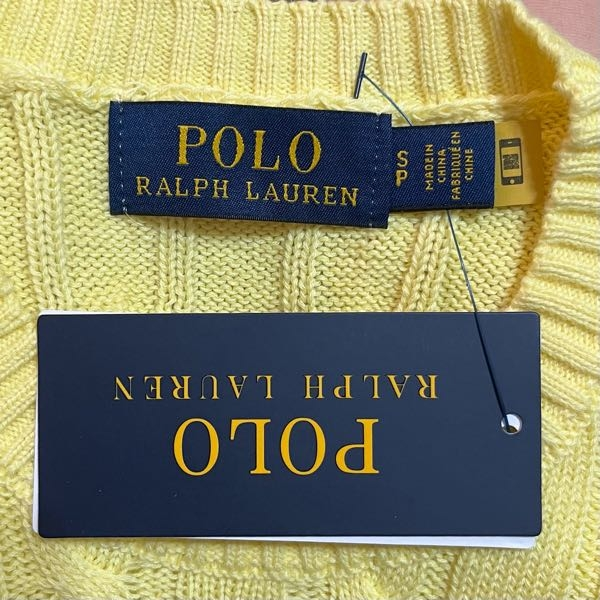 POLO
RALPH LAUREN
S
P
MADE IN
CHINA
FABRIQUÉ EN
CHINE
POLO
RALPH LAUREN